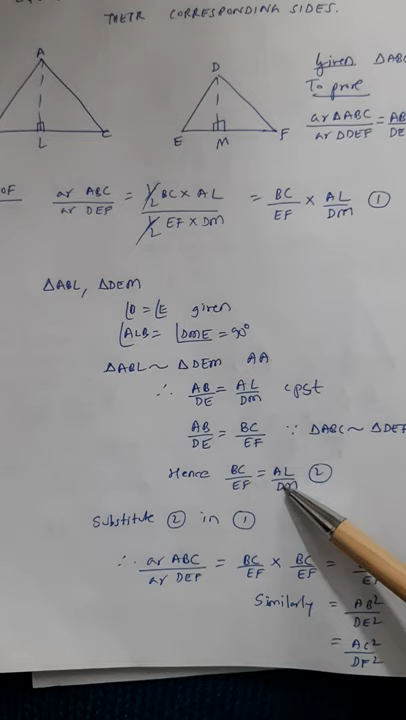 THEIR CORRESPONDING SIDES.
A
L
C
D
E
M
F
Given ΔABC
To prove
ar ΔABC/ar ΔDEF = AB/DE
OF
ar ABC/ar DEF = 1/2 BC × AL / 1/2 EF × DM = BC/EF × AL/DM ①
ΔABL, ΔDEM
∠B = ∠E given
∠ALB = ∠DME = 90°
ΔABL ~ ΔDEM AA
∴ AB/DE = AL/DM cpst
AB/DE = BC/EF ∵ ΔABC ~ ΔDEF
Hence BC/EF = AL/DM ②
Substitute ② in ①
∴ ar ABC/ar DEF = BC/EF × BC/EF =
Similarly = AB²/DE²
= AC²/DF²